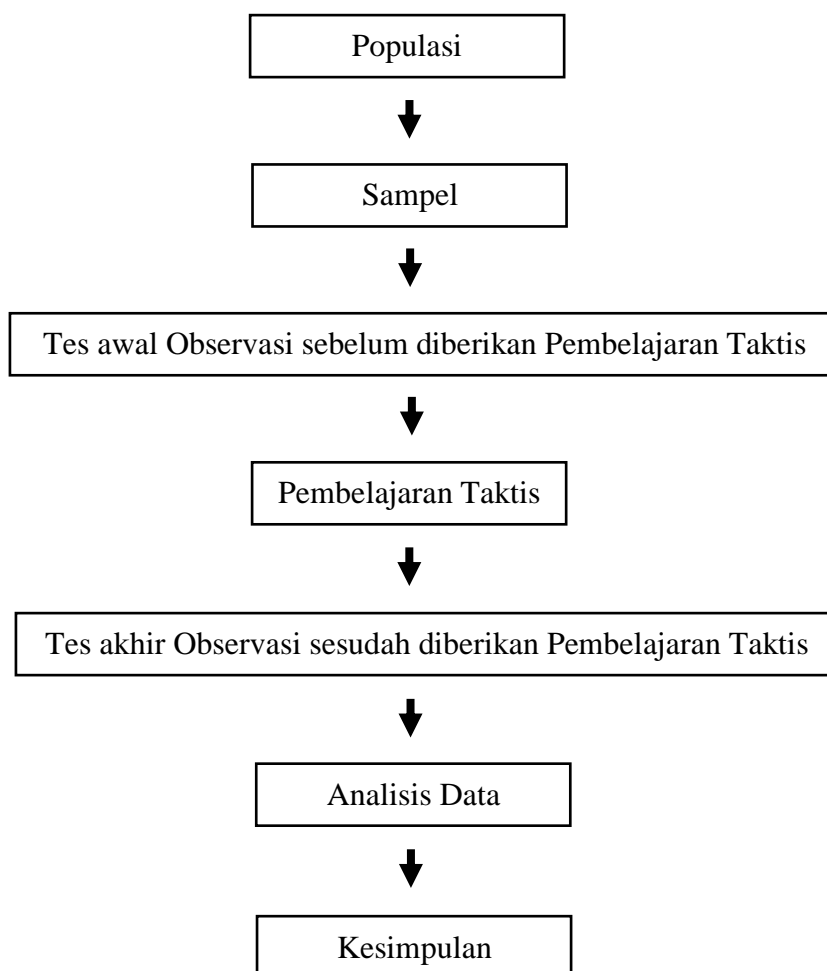 Populasi
Sampel
Tes awal Observasi sebelum diberikan Pembelajaran Taktis
Pembelajaran Taktis
Tes akhir Observasi sesudah diberikan Pembelajaran Taktis
Analisis Data
Kesimpulan